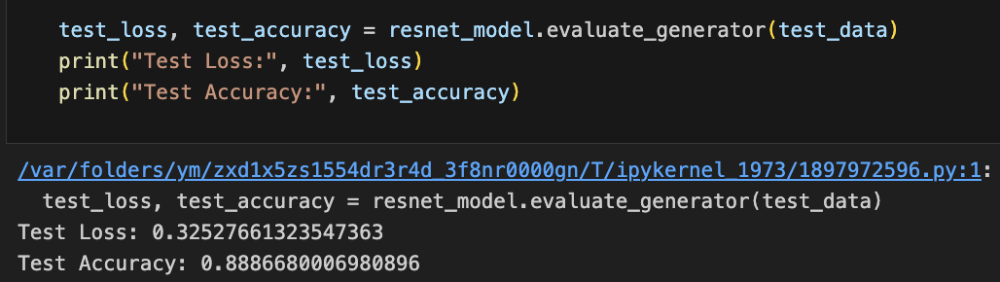 test_loss, test_accuracy = resnet_model.evaluate_generator(test_data)
print("Test Loss:", test_loss)
print("Test Accuracy:", test_accuracy)
/var/folders/ym/zxd1x5zs1554dr3r4d_3f8nr0000gn/T/ipykernel_1973/1897972596.py:1:
test_loss, test_accuracy = resnet_model.evaluate_generator(test_data)
Test Loss: 0.32527661323547363
Test Accuracy: 0.8886680006980896